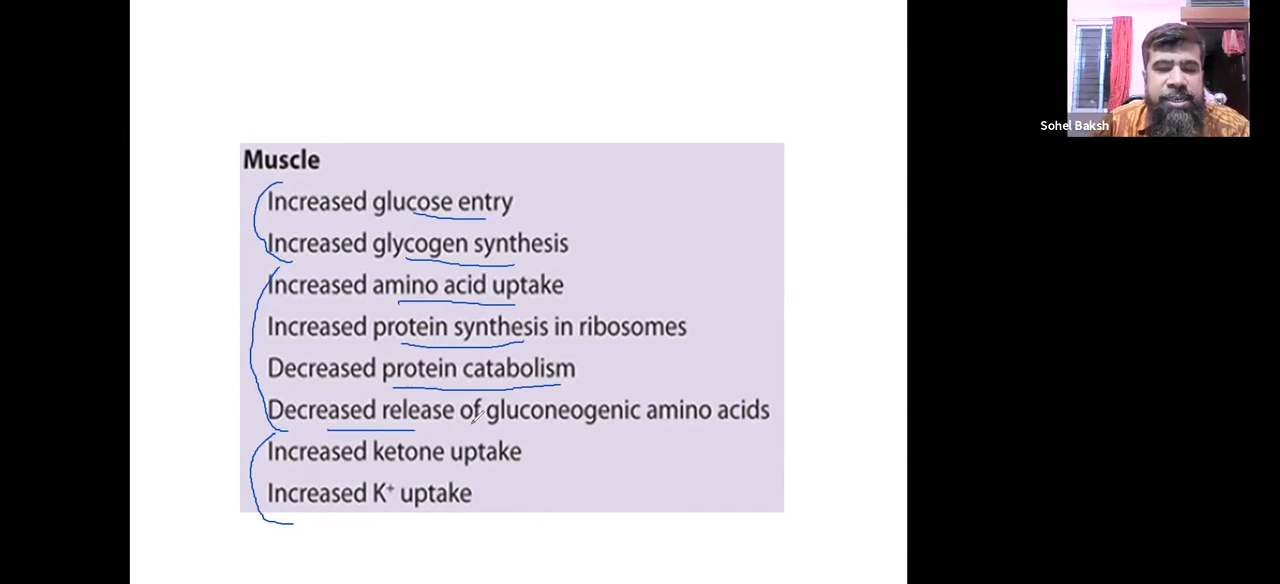 Sohel Baksh
Muscle
Increased glucose entry
Increased glycogen synthesis
Increased amino acid uptake
Increased protein synthesis in ribosomes
Decreased protein catabolism
Decreased release of gluconeogenic amino acids
Increased ketone uptake
Increased K⁺ uptake